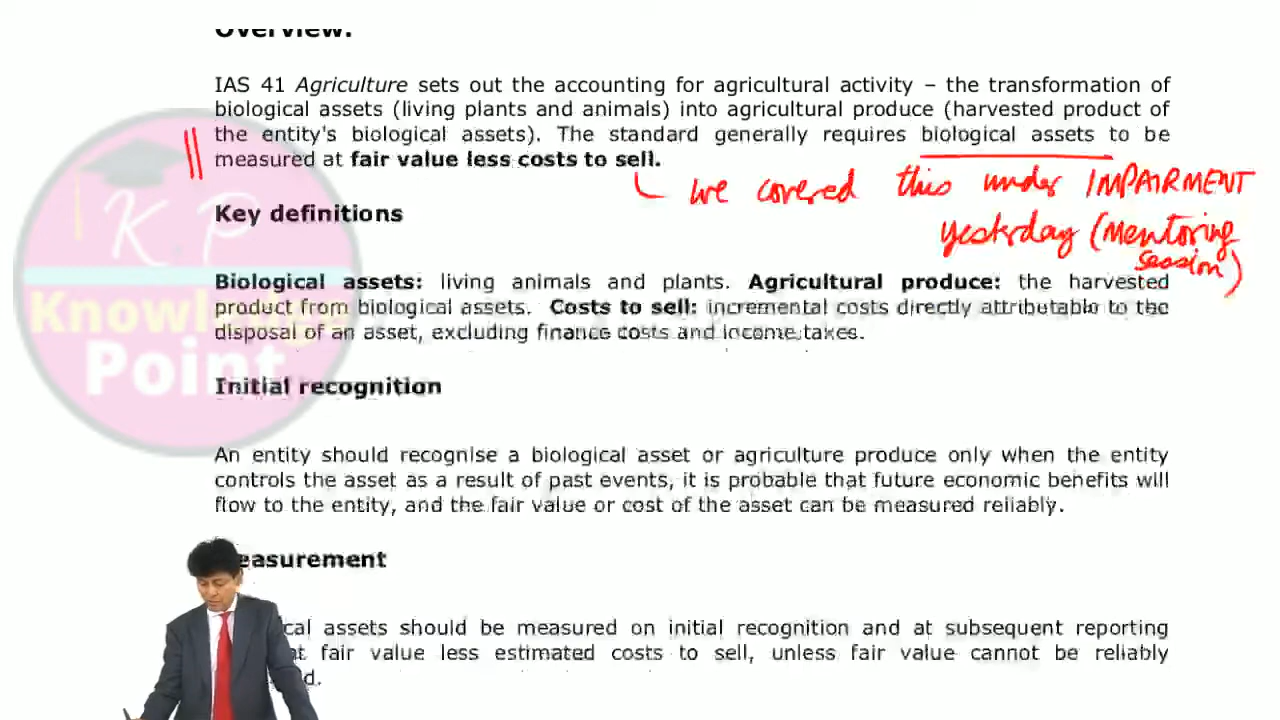 Overview:
IAS 41 Agriculture sets out the accounting for agricultural activity – the transformation of
biological assets (living plants and animals) into agricultural produce (harvested product of
the entity's biological assets). The standard generally requires biological assets to be
measured at fair value less costs to sell.
we covered this under IMPAIRMENT
yesterday (Mentoring
session)
Key definitions
Biological assets: living animals and plants. Agricultural produce: the harvested
product from biological assets. Costs to sell: incremental costs directly attributable to the
disposal of an asset, excluding finance costs and income taxes.
Initial recognition
An entity should recognise a biological asset or agriculture produce only when the entity
controls the asset as a result of past events, it is probable that future economic benefits will
flow to the entity, and the fair value or cost of the asset can be measured reliably.
easurement
cal assets should be measured on initial recognition and at subsequent reporting
at fair value less estimated costs to sell, unless fair value cannot be reliably
d.
K.P
Knowledge
Point